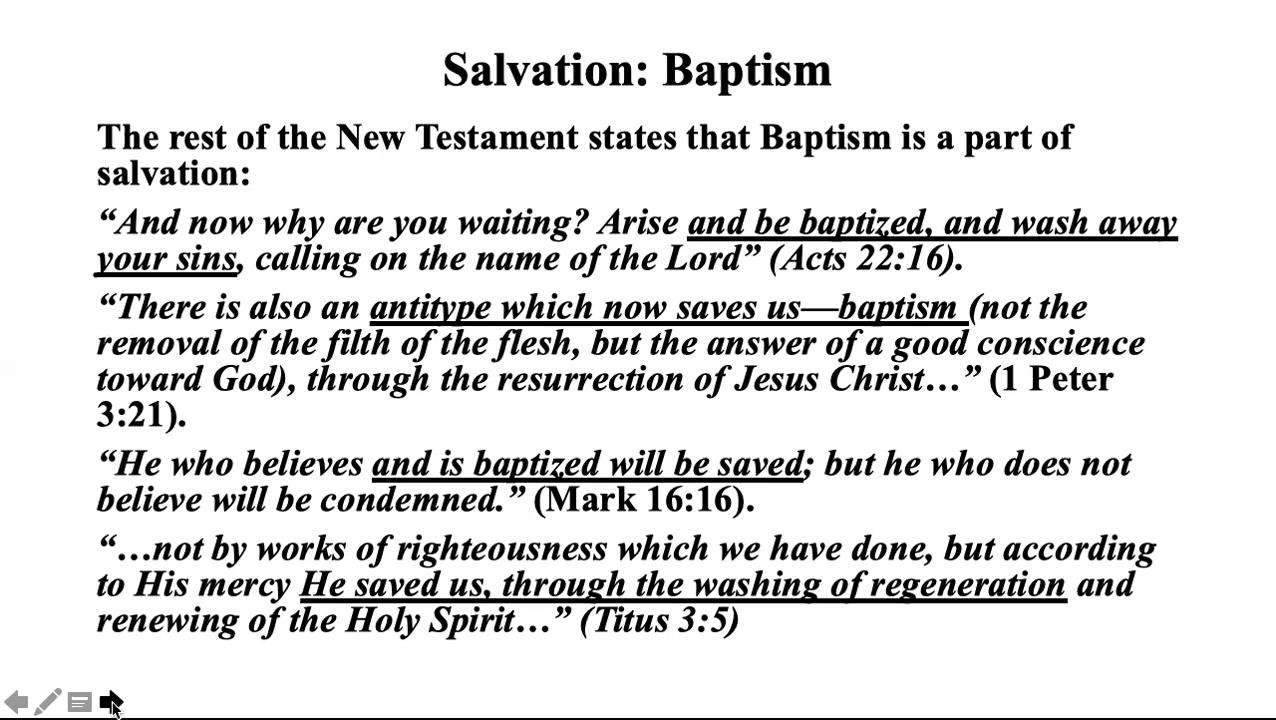 Salvation: Baptism
The rest of the New Testament states that Baptism is a part of
salvation:
“And now why are you waiting? Arise and be baptized, and wash away
your sins, calling on the name of the Lord” (Acts 22:16).
“There is also an antitype which now saves us—baptism (not the
removal of the filth of the flesh, but the answer of a good conscience
toward God), through the resurrection of Jesus Christ…” (1 Peter
3:21).
“He who believes and is baptized will be saved; but he who does not
believe will be condemned.” (Mark 16:16).
“…not by works of righteousness which we have done, but according
to His mercy He saved us, through the washing of regeneration and
renewing of the Holy Spirit…” (Titus 3:5)